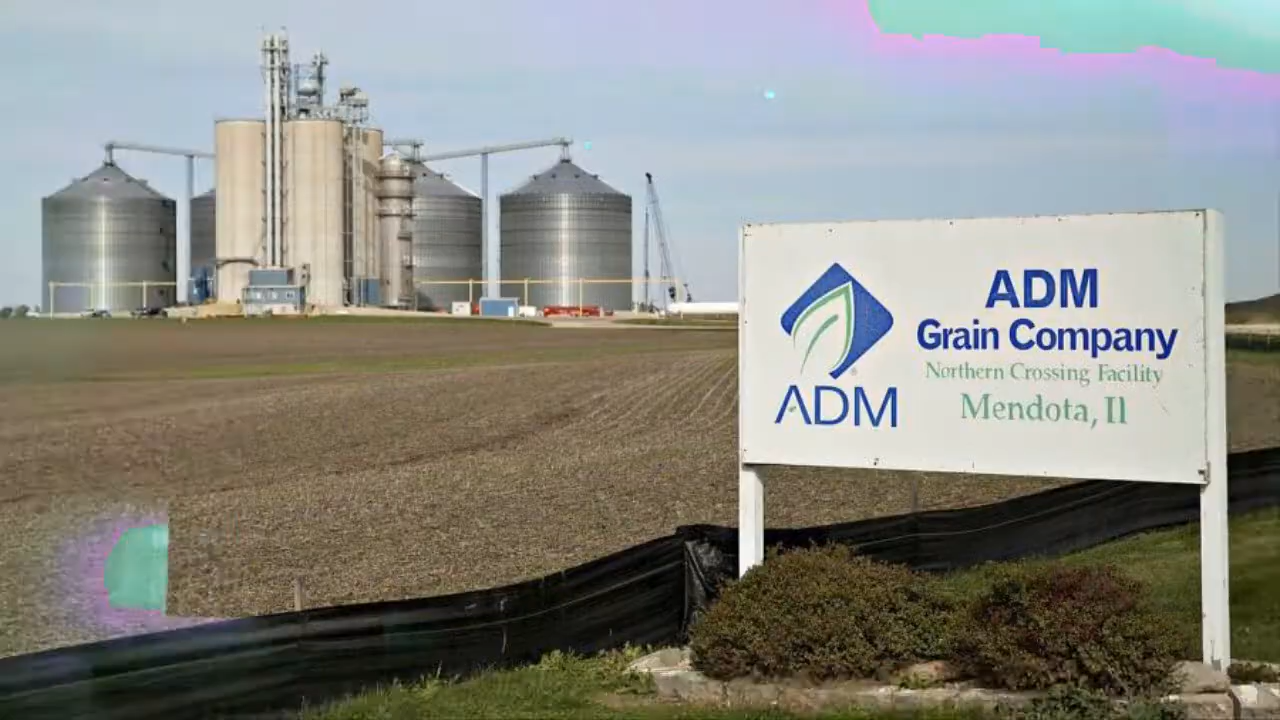 ADM
ADM
Grain Company
Northern Crossing Facility
Mendota, Il